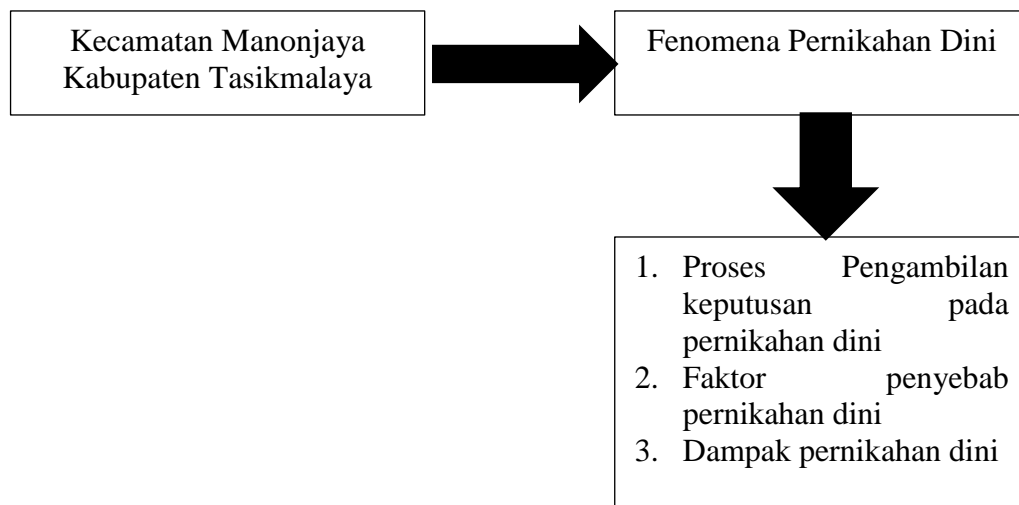 Kecamatan Manonjaya
Kabupaten Tasikmalaya
Fenomena Pernikahan Dini
1. Proses Pengambilan
keputusan pada
pernikahan dini
2. Faktor penyebab
pernikahan dini
3. Dampak pernikahan dini